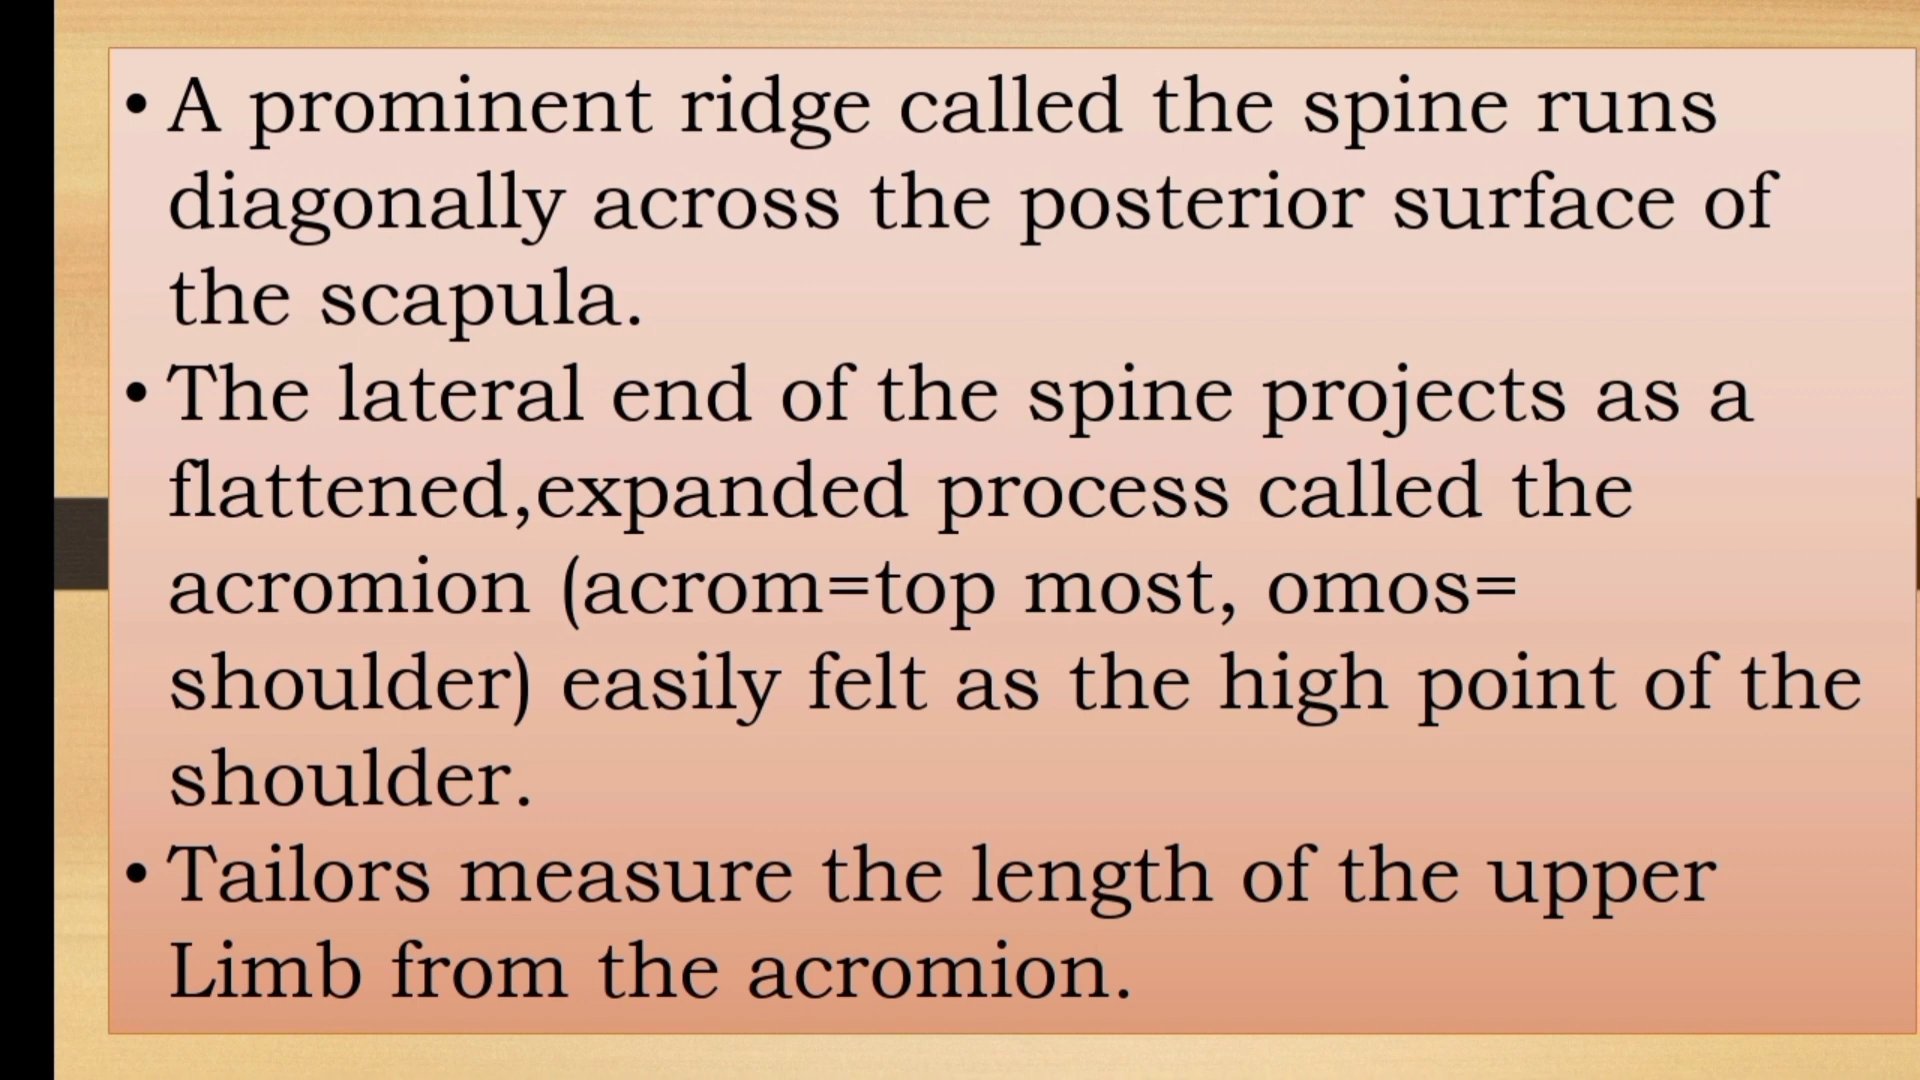 • A prominent ridge called the spine runs
diagonally across the posterior surface of
the scapula.
• The lateral end of the spine projects as a
flattened,expanded process called the
acromion (acrom=top most, omos=
shoulder) easily felt as the high point of the
shoulder.
• Tailors measure the length of the upper
Limb from the acromion.